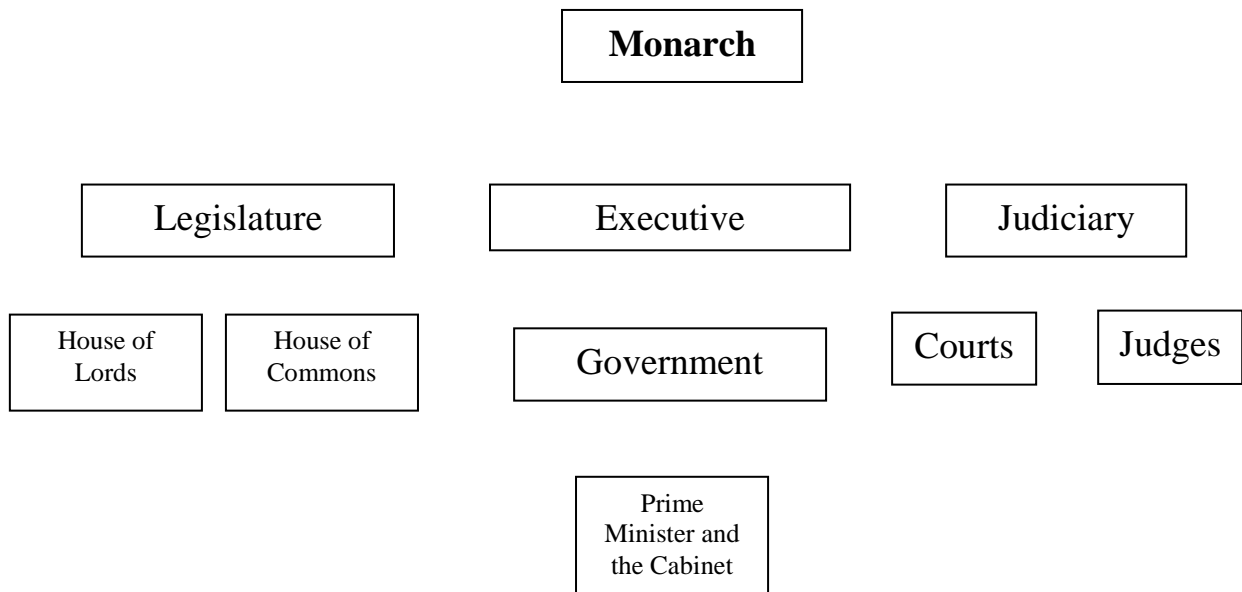 Monarch
Legislature
Executive
Judiciary
House of
Lords
House of
Commons
Government
Courts
Judges
Prime
Minister and
the Cabinet